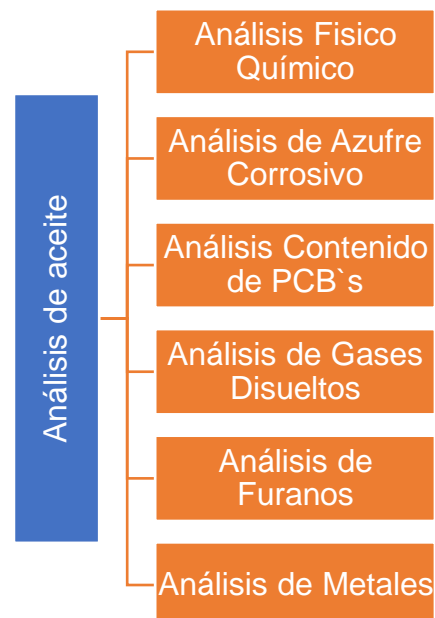 Análisis de aceite
Análisis Fisico
Químico
Análisis de Azufre
Corrosivo
Análisis Contenido
de PCB`s
Análisis de Gases
Disueltos
Análisis de
Furanos
Análisis de Metales